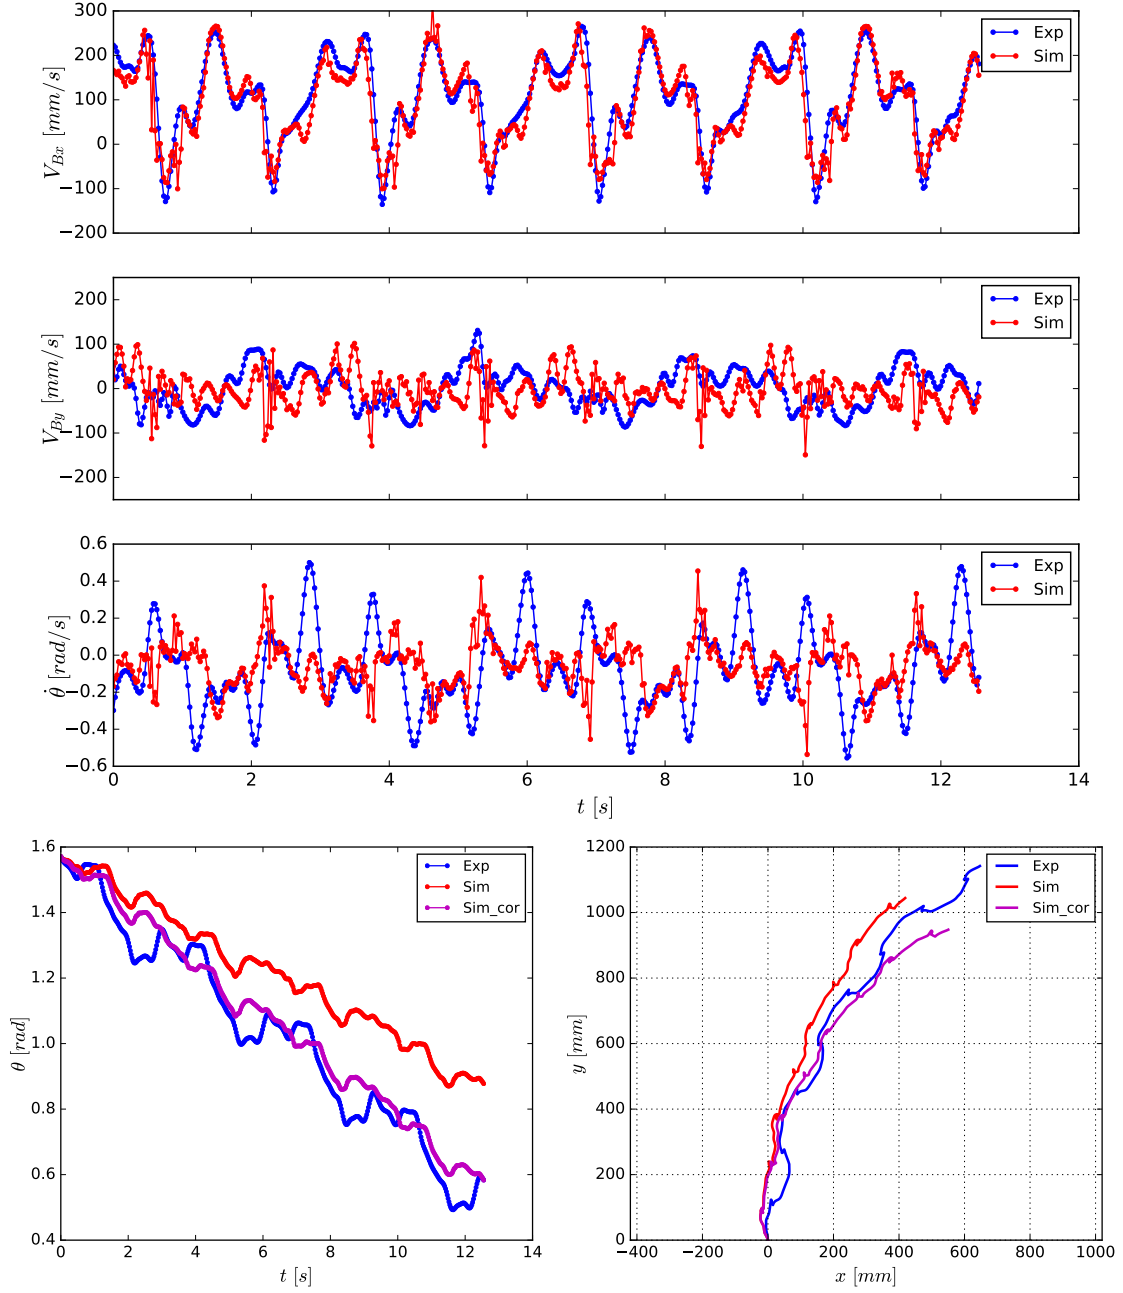 300
200
100
0
−100
−200
V_{Bx} [mm/s]
Exp
Sim
200
100
0
−100
−200
V_{By} [mm/s]
Exp
Sim
0.6
0.4
0.2
0.0
−0.2
−0.4
−0.6
θ̇ [rad/s]
Exp
Sim
0 2 4 6 8 10 12 14
t [s]
1.6
1.4
1.2
1.0
0.8
0.6
0.4
θ [rad]
Exp
Sim
Sim_cor
0 2 4 6 8 10 12 14
t [s]
1200
1000
800
600
400
200
0
y [mm]
Exp
Sim
Sim_cor
−400 −200 0 200 400 600 800 1000
x [mm]